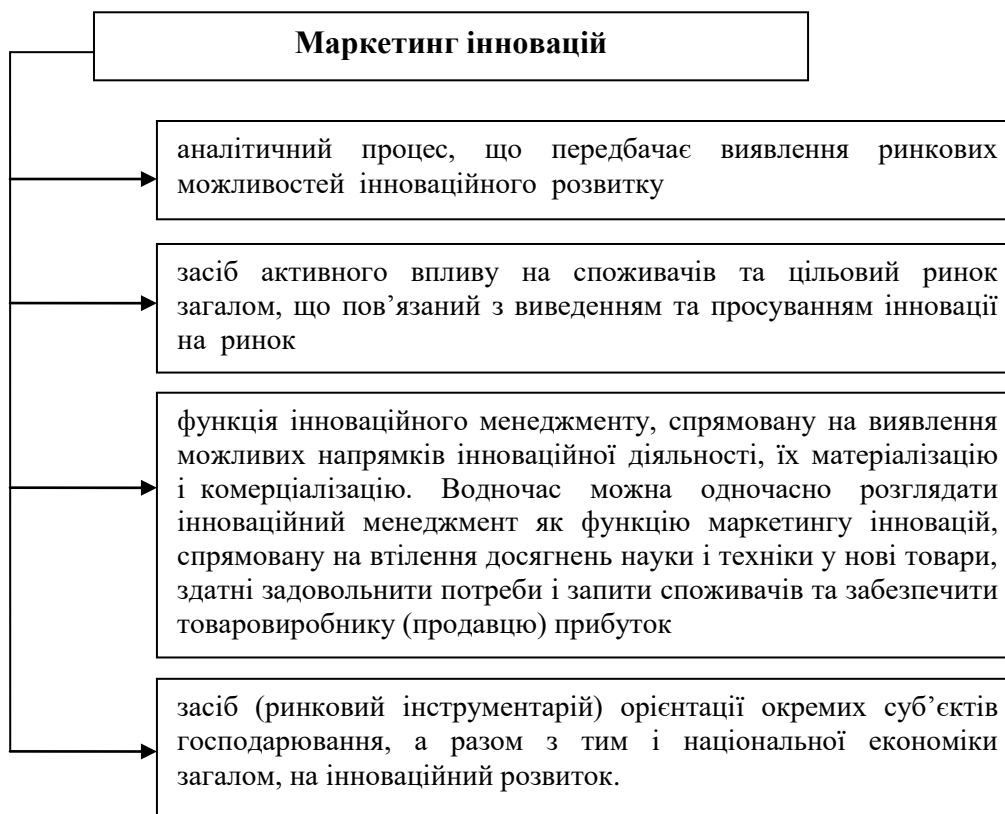 Маркетинг інновацій
аналітичний процес, що передбачає виявлення ринкових
можливостей інноваційного розвитку
засіб активного впливу на споживачів та цільовий ринок
загалом, що пов’язаний з виведенням та просуванням інновації
на ринок
функція інноваційного менеджменту, спрямовану на виявлення
можливих напрямків інноваційної діяльності, їх матеріалізацію
і комерціалізацію. Водночас можна одночасно розглядати
інноваційний менеджмент як функцію маркетингу інновацій,
спрямовану на втілення досягнень науки і техніки у нові товари,
здатні задовольнити потреби і запити споживачів та забезпечити
товаровиробнику (продавцю) прибуток
засіб (ринковий інструментарій) орієнтації окремих суб’єктів
господарювання, а разом з тим і національної економіки
загалом, на інноваційний розвиток.